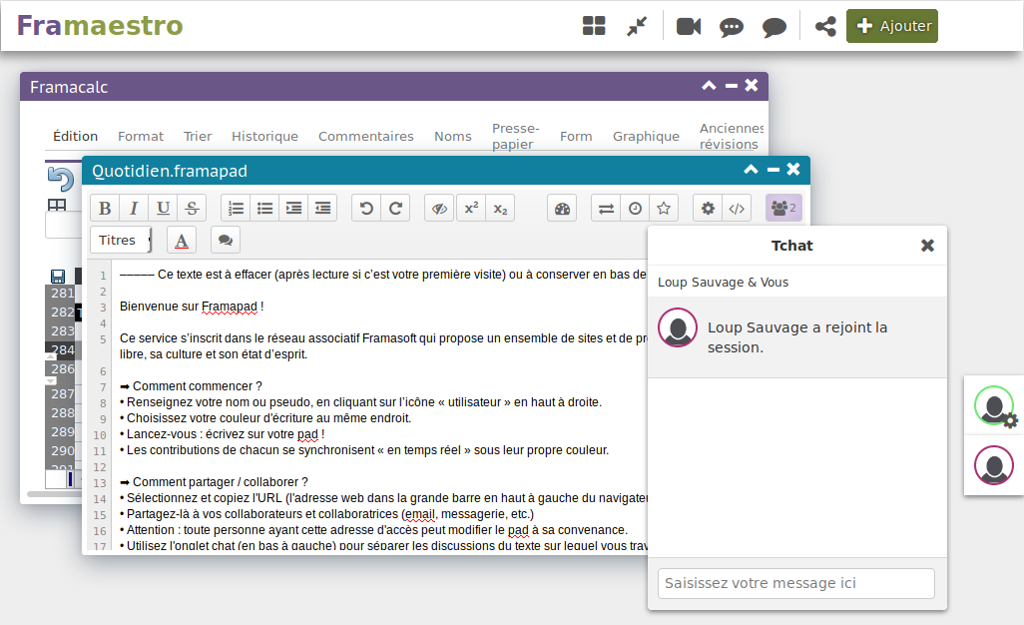 Framaestro
Ajouter
Framacalc
Édition Format Trier Historique Commentaires Noms Presse-papier Form Graphique Anciennes révisions
Quotidien.framapad
B I U S x² x₂ 2
Titres A
1 ––––– Ce texte est à effacer (après lecture si c'est votre première visite) ou à conserver en bas de
2
3 Bienvenue sur Framapad !
4
5 Ce service s'inscrit dans le réseau associatif Framasoft qui propose un ensemble de sites et de
libre, sa culture et son état d'esprit.
6
7 ➡ Comment commencer ?
8 • Renseignez votre nom ou pseudo, en cliquant sur l'icône « utilisateur » en haut à droite.
9 • Choisissez votre couleur d'écriture au même endroit.
10 • Lancez-vous : écrivez sur votre pad !
11 • Les contributions de chacun se synchronisent « en temps réel » sous leur propre couleur.
12
13 ➡ Comment partager / collaborer ?
14 • Sélectionnez et copiez l'URL (l'adresse web dans la grande barre en haut à gauche du navigateu
15 • Partagez-là à vos collaborateurs et collaboratrices (email, messagerie, etc.)
16 • Attention : toute personne ayant cette adresse d'accès peut modifier le pad à sa convenance.
17 • Utilisez l'onglet chat (en bas à gauche) pour séparer les discussions du texte sur lequel vous trav
281
282
283
284
286
287
288
289
290
291
Tchat
Loup Sauvage & Vous
Loup Sauvage a rejoint la
session.
Saisissez votre message ici